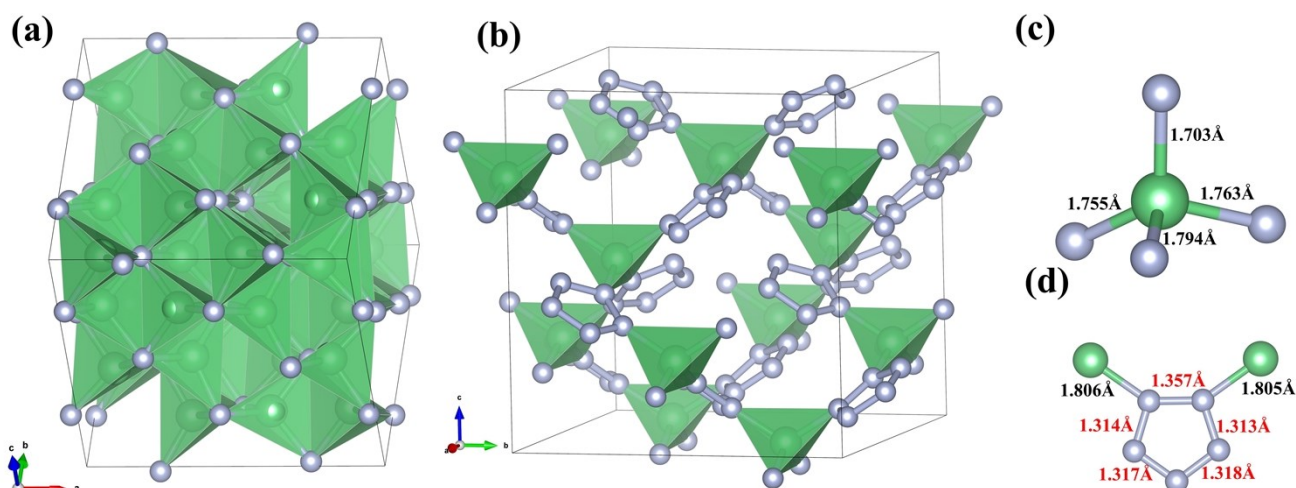 (a)
c
b
a
(b)
c
b
a
(c)
1.703Å
1.755Å
1.763Å
1.794Å
(d)
1.357Å
1.806Å
1.805Å
1.314Å
1.313Å
1.317Å
1.318Å